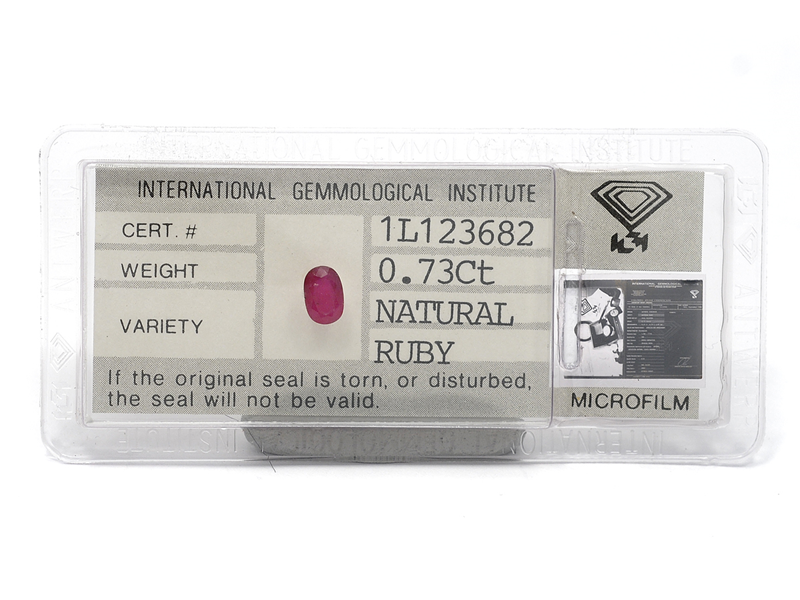 INTERNATIONAL GEMMOLOGICAL INSTITUTE
CERT. # 1L123682
WEIGHT 0.73Ct
VARIETY NATURAL
RUBY
If the original seal is torn, or disturbed,
the seal will not be valid.
MICROFILM